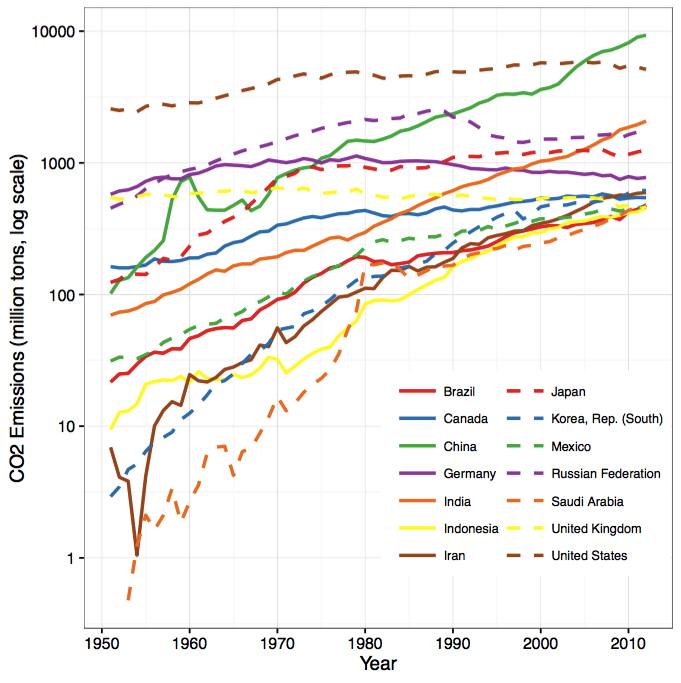 CO2 Emissions (million tons, log scale)
10000
1000
100
10
1
1950 1960 1970 1980 1990 2000 2010
Year
Brazil
Canada
China
Germany
India
Indonesia
Iran
Japan
Korea, Rep. (South)
Mexico
Russian Federation
Saudi Arabia
United Kingdom
United States